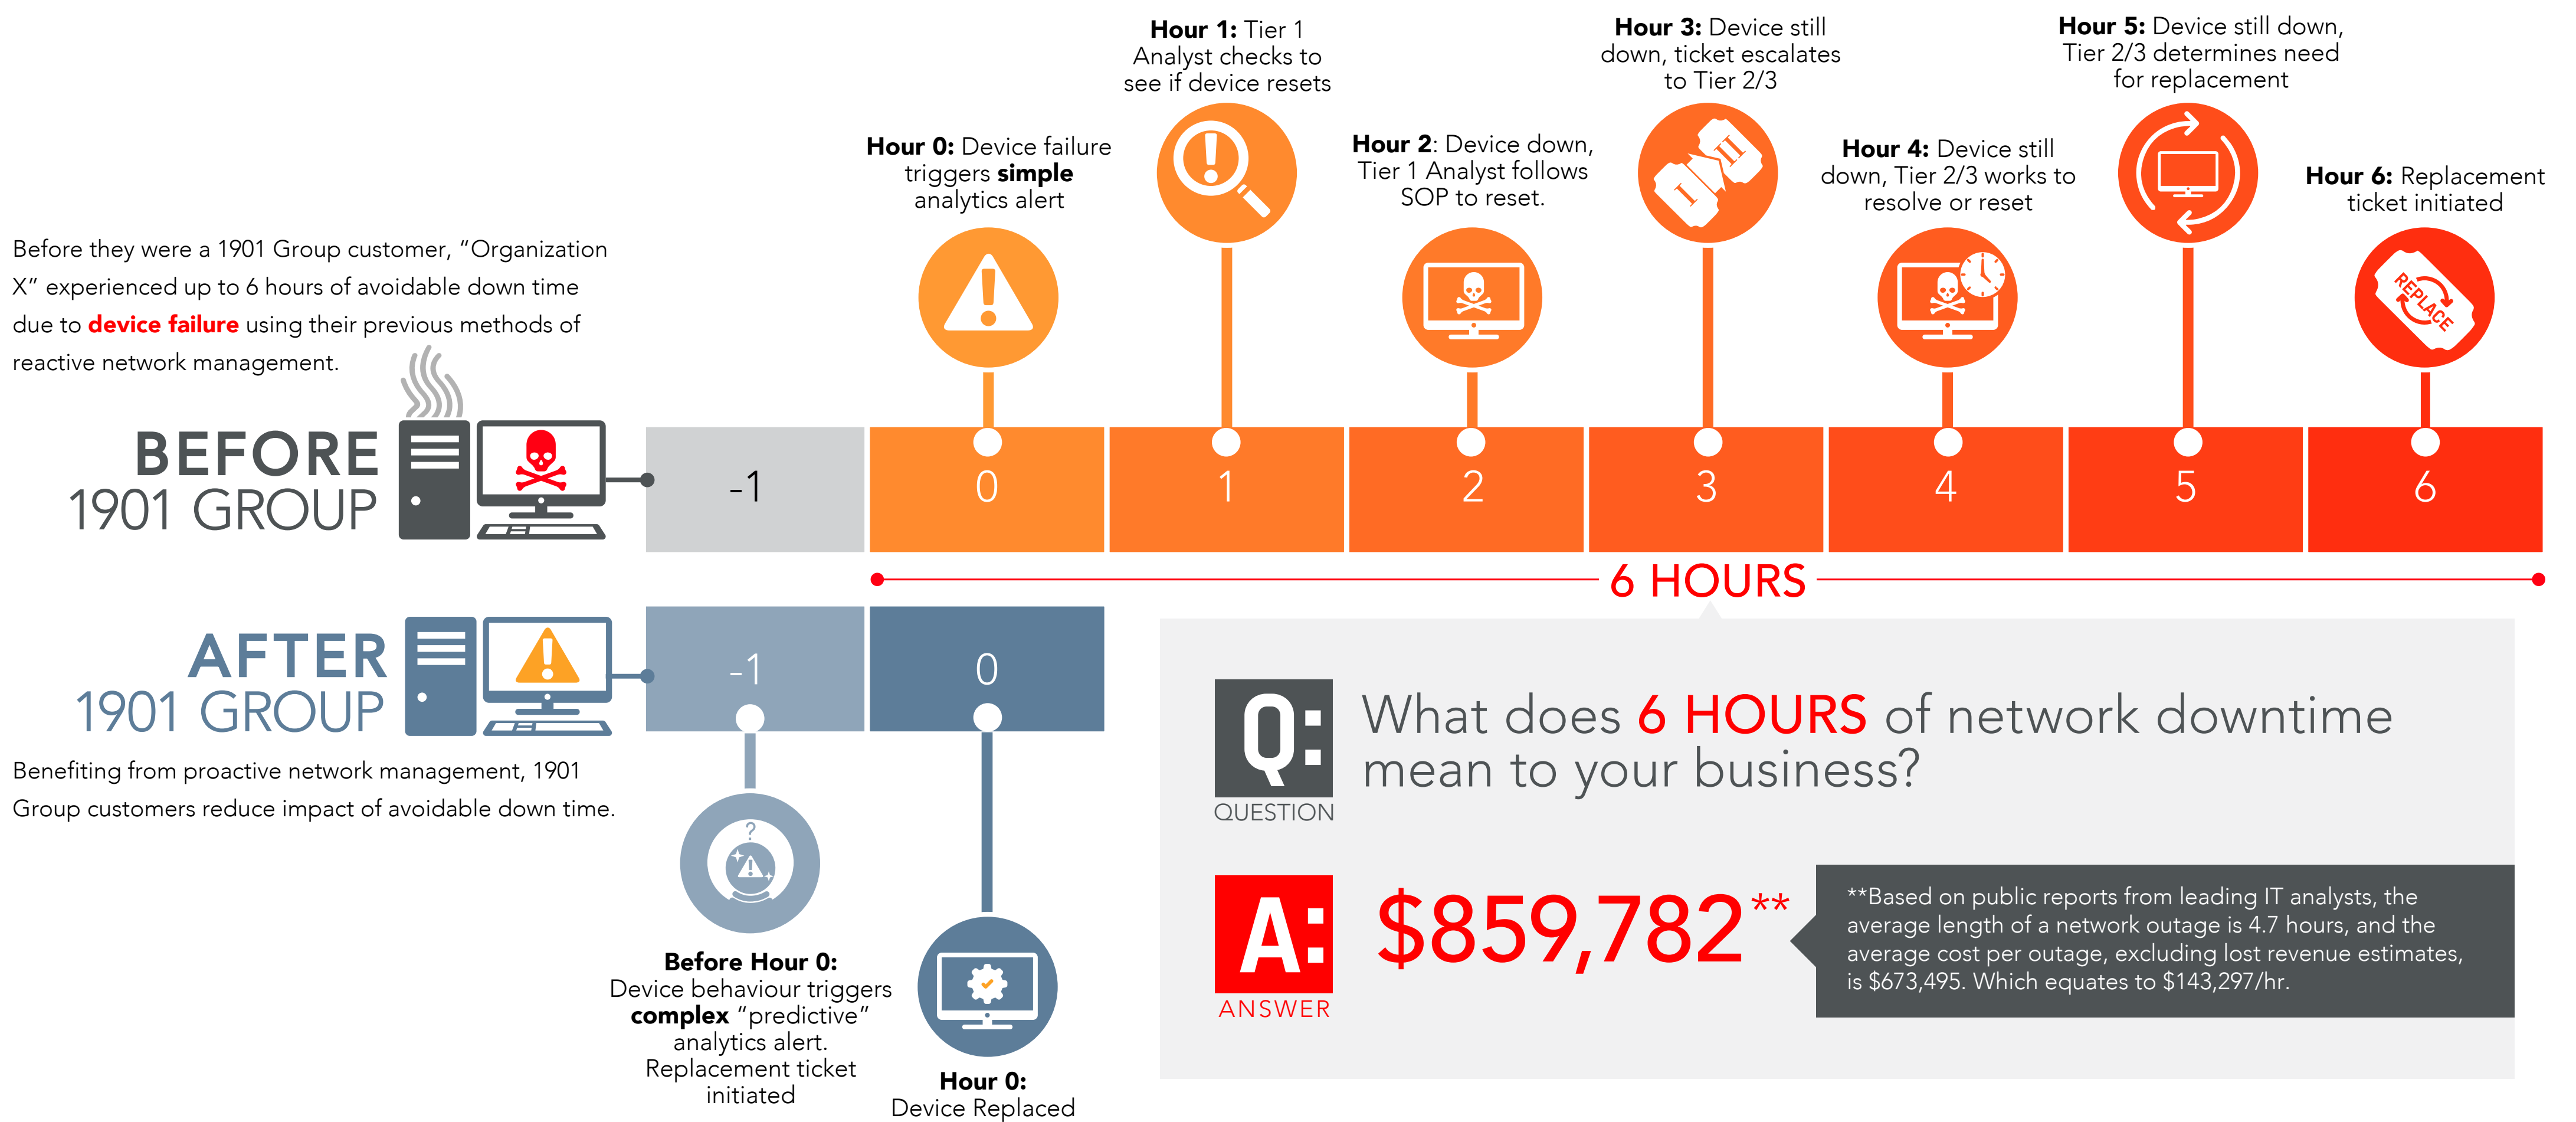 Before they were a 1901 Group customer, “Organization
X” experienced up to 6 hours of avoidable down time
due to device failure using their previous methods of
reactive network management.
BEFORE
1901 GROUP
Hour 0: Device failure
triggers simple
analytics alert
Hour 1: Tier 1
Analyst checks to
see if device resets
Hour 2: Device down,
Tier 1 Analyst follows
SOP to reset.
Hour 3: Device still
down, ticket escalates
to Tier 2/3
I II
Hour 4: Device still
down, Tier 2/3 works to
resolve or reset
Hour 5: Device still down,
Tier 2/3 determines need
for replacement
Hour 6: Replacement
ticket initiated
REPLACE
-1 0 1 2 3 4 5 6
6 HOURS
AFTER
1901 GROUP
Benefiting from proactive network management, 1901
Group customers reduce impact of avoidable down time.
-1 0
?
Before Hour 0:
Device behaviour triggers
complex “predictive”
analytics alert.
Replacement ticket
initiated
Hour 0:
Device Replaced
Q:
QUESTION
What does 6 HOURS of network downtime
mean to your business?
A:
ANSWER
$859,782**
**Based on public reports from leading IT analysts, the
average length of a network outage is 4.7 hours, and the
average cost per outage, excluding lost revenue estimates,
is $673,495. Which equates to $143,297/hr.